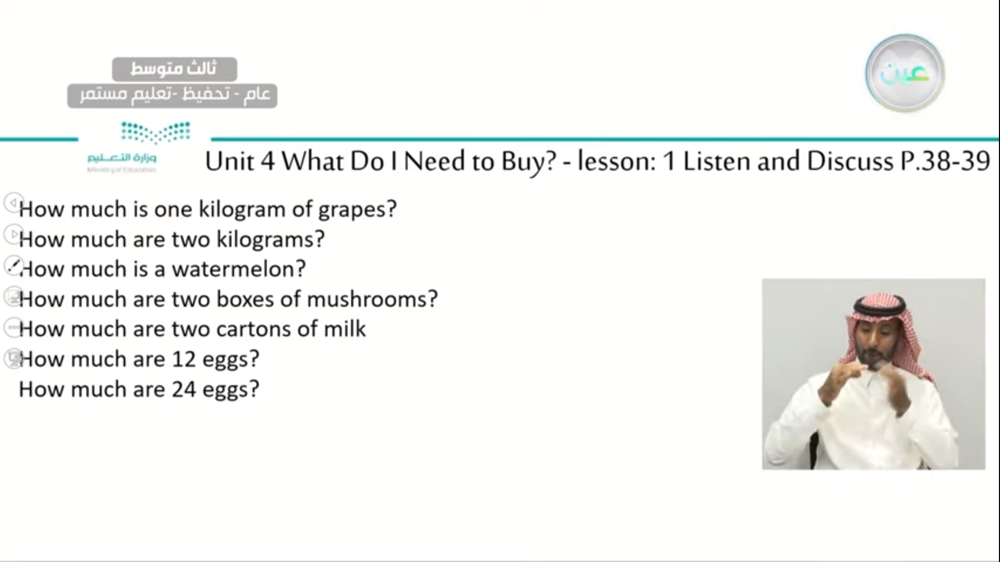 ثالث متوسط
عام - تحفيظ -تعليم مستمر
عين
وزارة التعـليم
Ministry of Education
Unit 4 What Do I Need to Buy? - lesson: 1 Listen and Discuss P.38-39
How much is one kilogram of grapes?
How much are two kilograms?
How much is a watermelon?
How much are two boxes of mushrooms?
How much are two cartons of milk
How much are 12 eggs?
How much are 24 eggs?